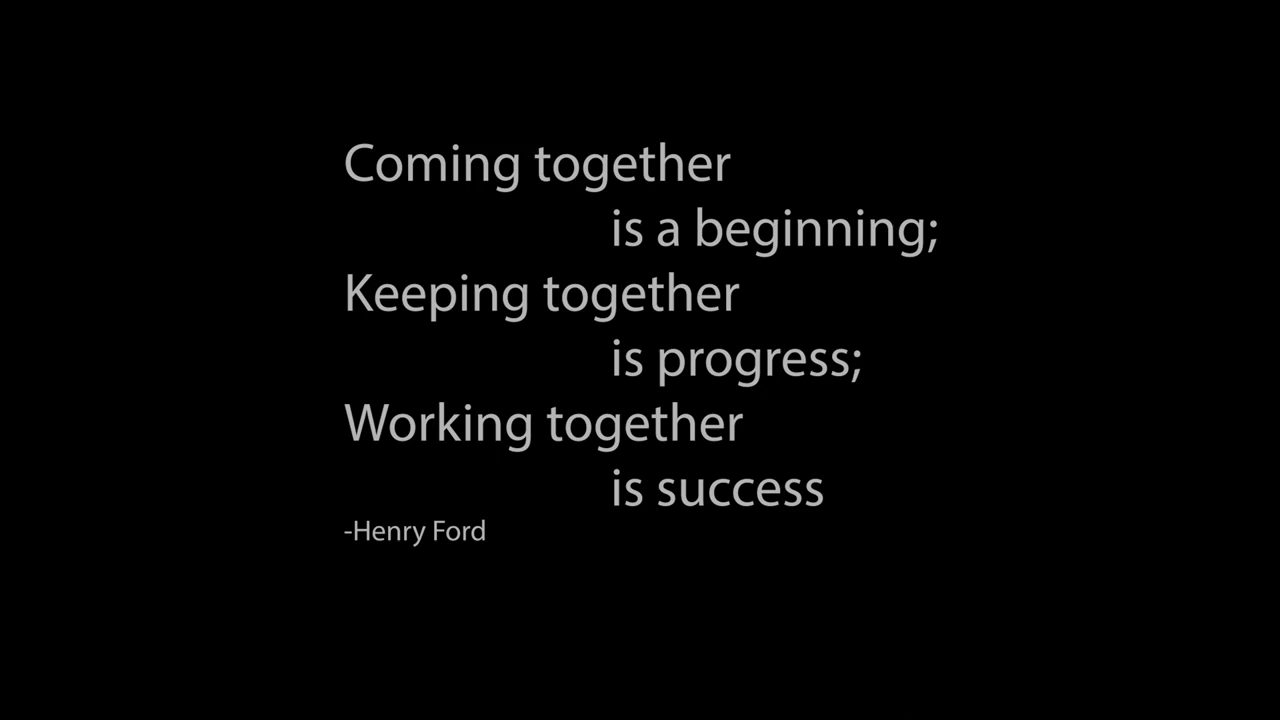 Coming together
is a beginning;
Keeping together
is progress;
Working together
is success
-Henry Ford